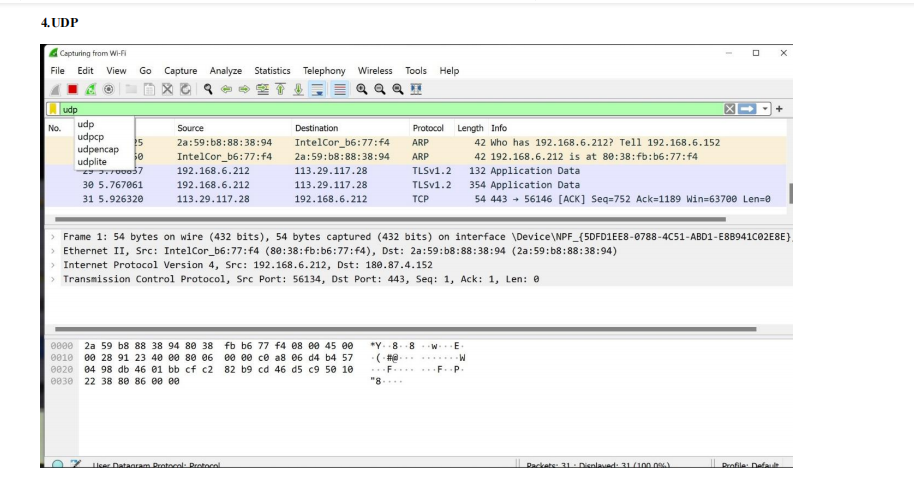 4.UDP
Capturing from Wi-Fi
File Edit View Go Capture Analyze Statistics Telephony Wireless Tools Help
udp
No. Source Destination Protocol Length Info
udp
udpcp
udpencap
udplite
25 2a:59:b8:88:38:94 IntelCor_b6:77:f4 ARP 42 Who has 192.168.6.212? Tell 192.168.6.152
50 IntelCor_b6:77:f4 2a:59:b8:88:38:94 ARP 42 192.168.6.212 is at 80:38:fb:b6:77:f4
29 5.766837 192.168.6.212 113.29.117.28 TLSv1.2 132 Application Data
30 5.767061 192.168.6.212 113.29.117.28 TLSv1.2 354 Application Data
31 5.926320 113.29.117.28 192.168.6.212 TCP 54 443 → 56146 [ACK] Seq=752 Ack=1189 Win=63700 Len=0
Frame 1: 54 bytes on wire (432 bits), 54 bytes captured (432 bits) on interface \Device\NPF_{5DFD1EE8-0788-4C51-ABD1-E8B941C02E8E}
Ethernet II, Src: IntelCor_b6:77:f4 (80:38:fb:b6:77:f4), Dst: 2a:59:b8:88:38:94 (2a:59:b8:88:38:94)
Internet Protocol Version 4, Src: 192.168.6.212, Dst: 180.87.4.152
Transmission Control Protocol, Src Port: 56134, Dst Port: 443, Seq: 1, Ack: 1, Len: 0
0000 2a 59 b8 88 38 94 80 38 fb b6 77 f4 08 00 45 00 *Y··8··8 ··w···E·
0010 00 28 91 23 40 00 80 06 00 00 c0 a8 06 d4 b4 57 ·(·#@··· ·······W
0020 04 98 db 46 01 bb cf c2 82 b9 cd 46 d5 c9 50 10 ···F···· ···F··P·
0030 22 38 80 86 00 00 "8····
User Datagram Protocol: Protocol Packets: 31 · Displayed: 31 (100.0%) Profile: Default